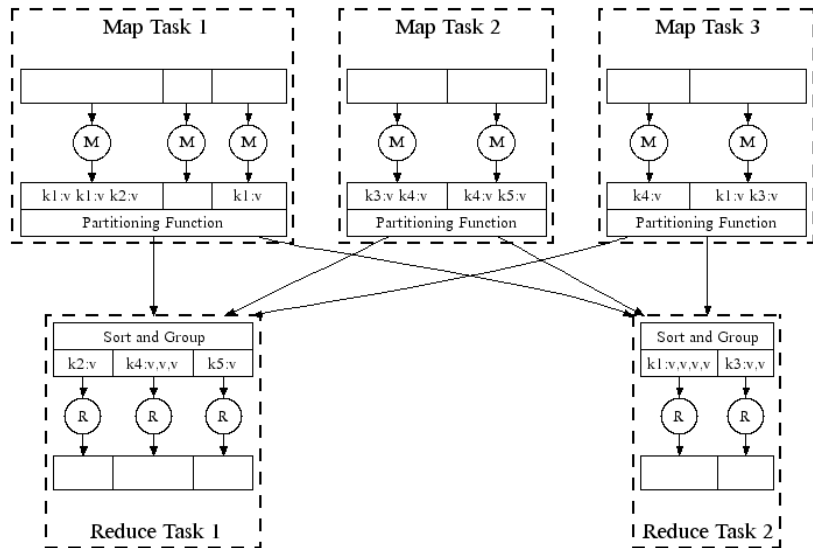 Map Task 1
Map Task 2
Map Task 3
M M M
M M
M M
k1:v k1:v k2:v
k1:v
k3:v k4:v
k4:v k5:v
k4:v
k1:v k3:v
Partitioning Function
Partitioning Function
Partitioning Function
Sort and Group
Sort and Group
k2:v
k4:v,v,v
k5:v
k1:v,v,v,v
k3:v,v
R R R
R R
Reduce Task 1
Reduce Task 2